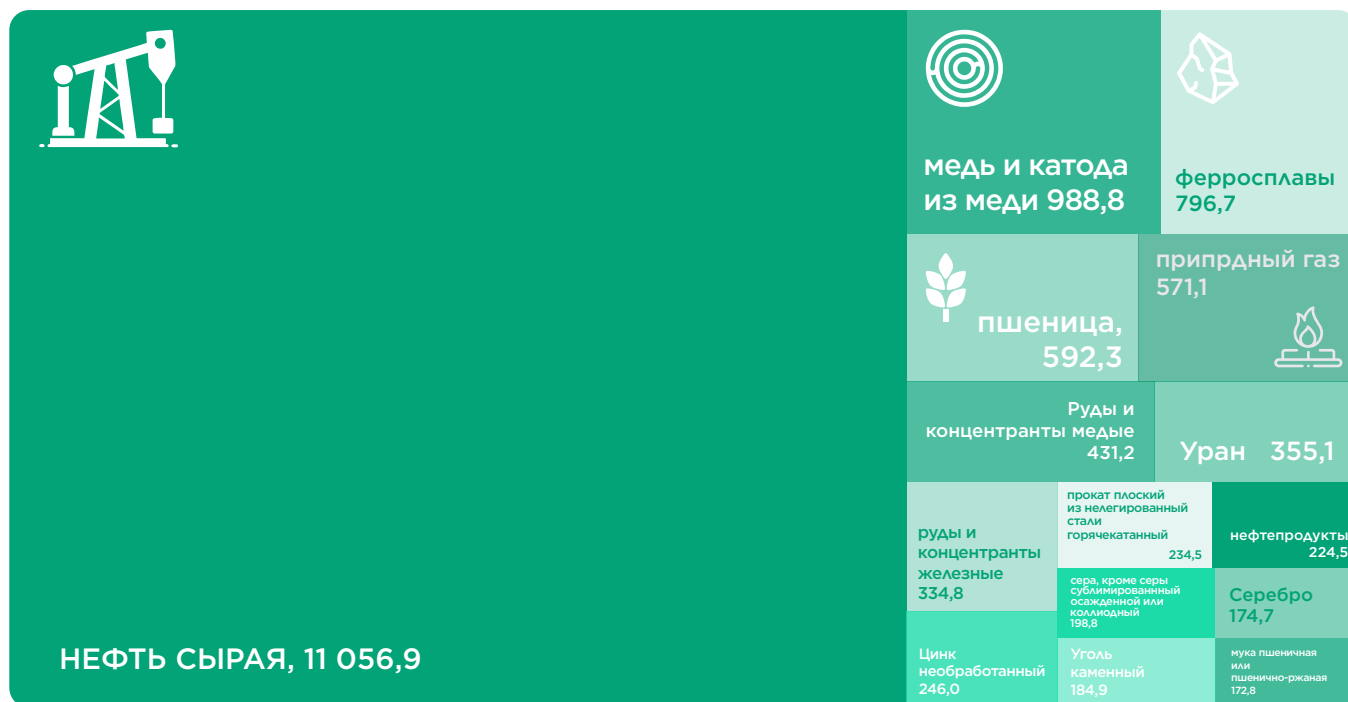 медь и катода
из меди 988,8
ферросплавы
796,7
пшеница,
592,3
припрдный газ
571,1
Руды и
концентранты медые
431,2
Уран 355,1
руды и
концентранты
железные
334,8
прокат плоский
из нелегированный
стали
горячекатанный
234,5
нефтепродукты
224,5
сера, кроме серы
сублимированнный
осажденной или
коллиодный
198,8
Серебро
174,7
НЕФТЬ СЫРАЯ, 11 056,9
Цинк
необработанный
246,0
Уголь
каменный
184,9
мука пшеничная
или
пшенично-ржаная
172,8